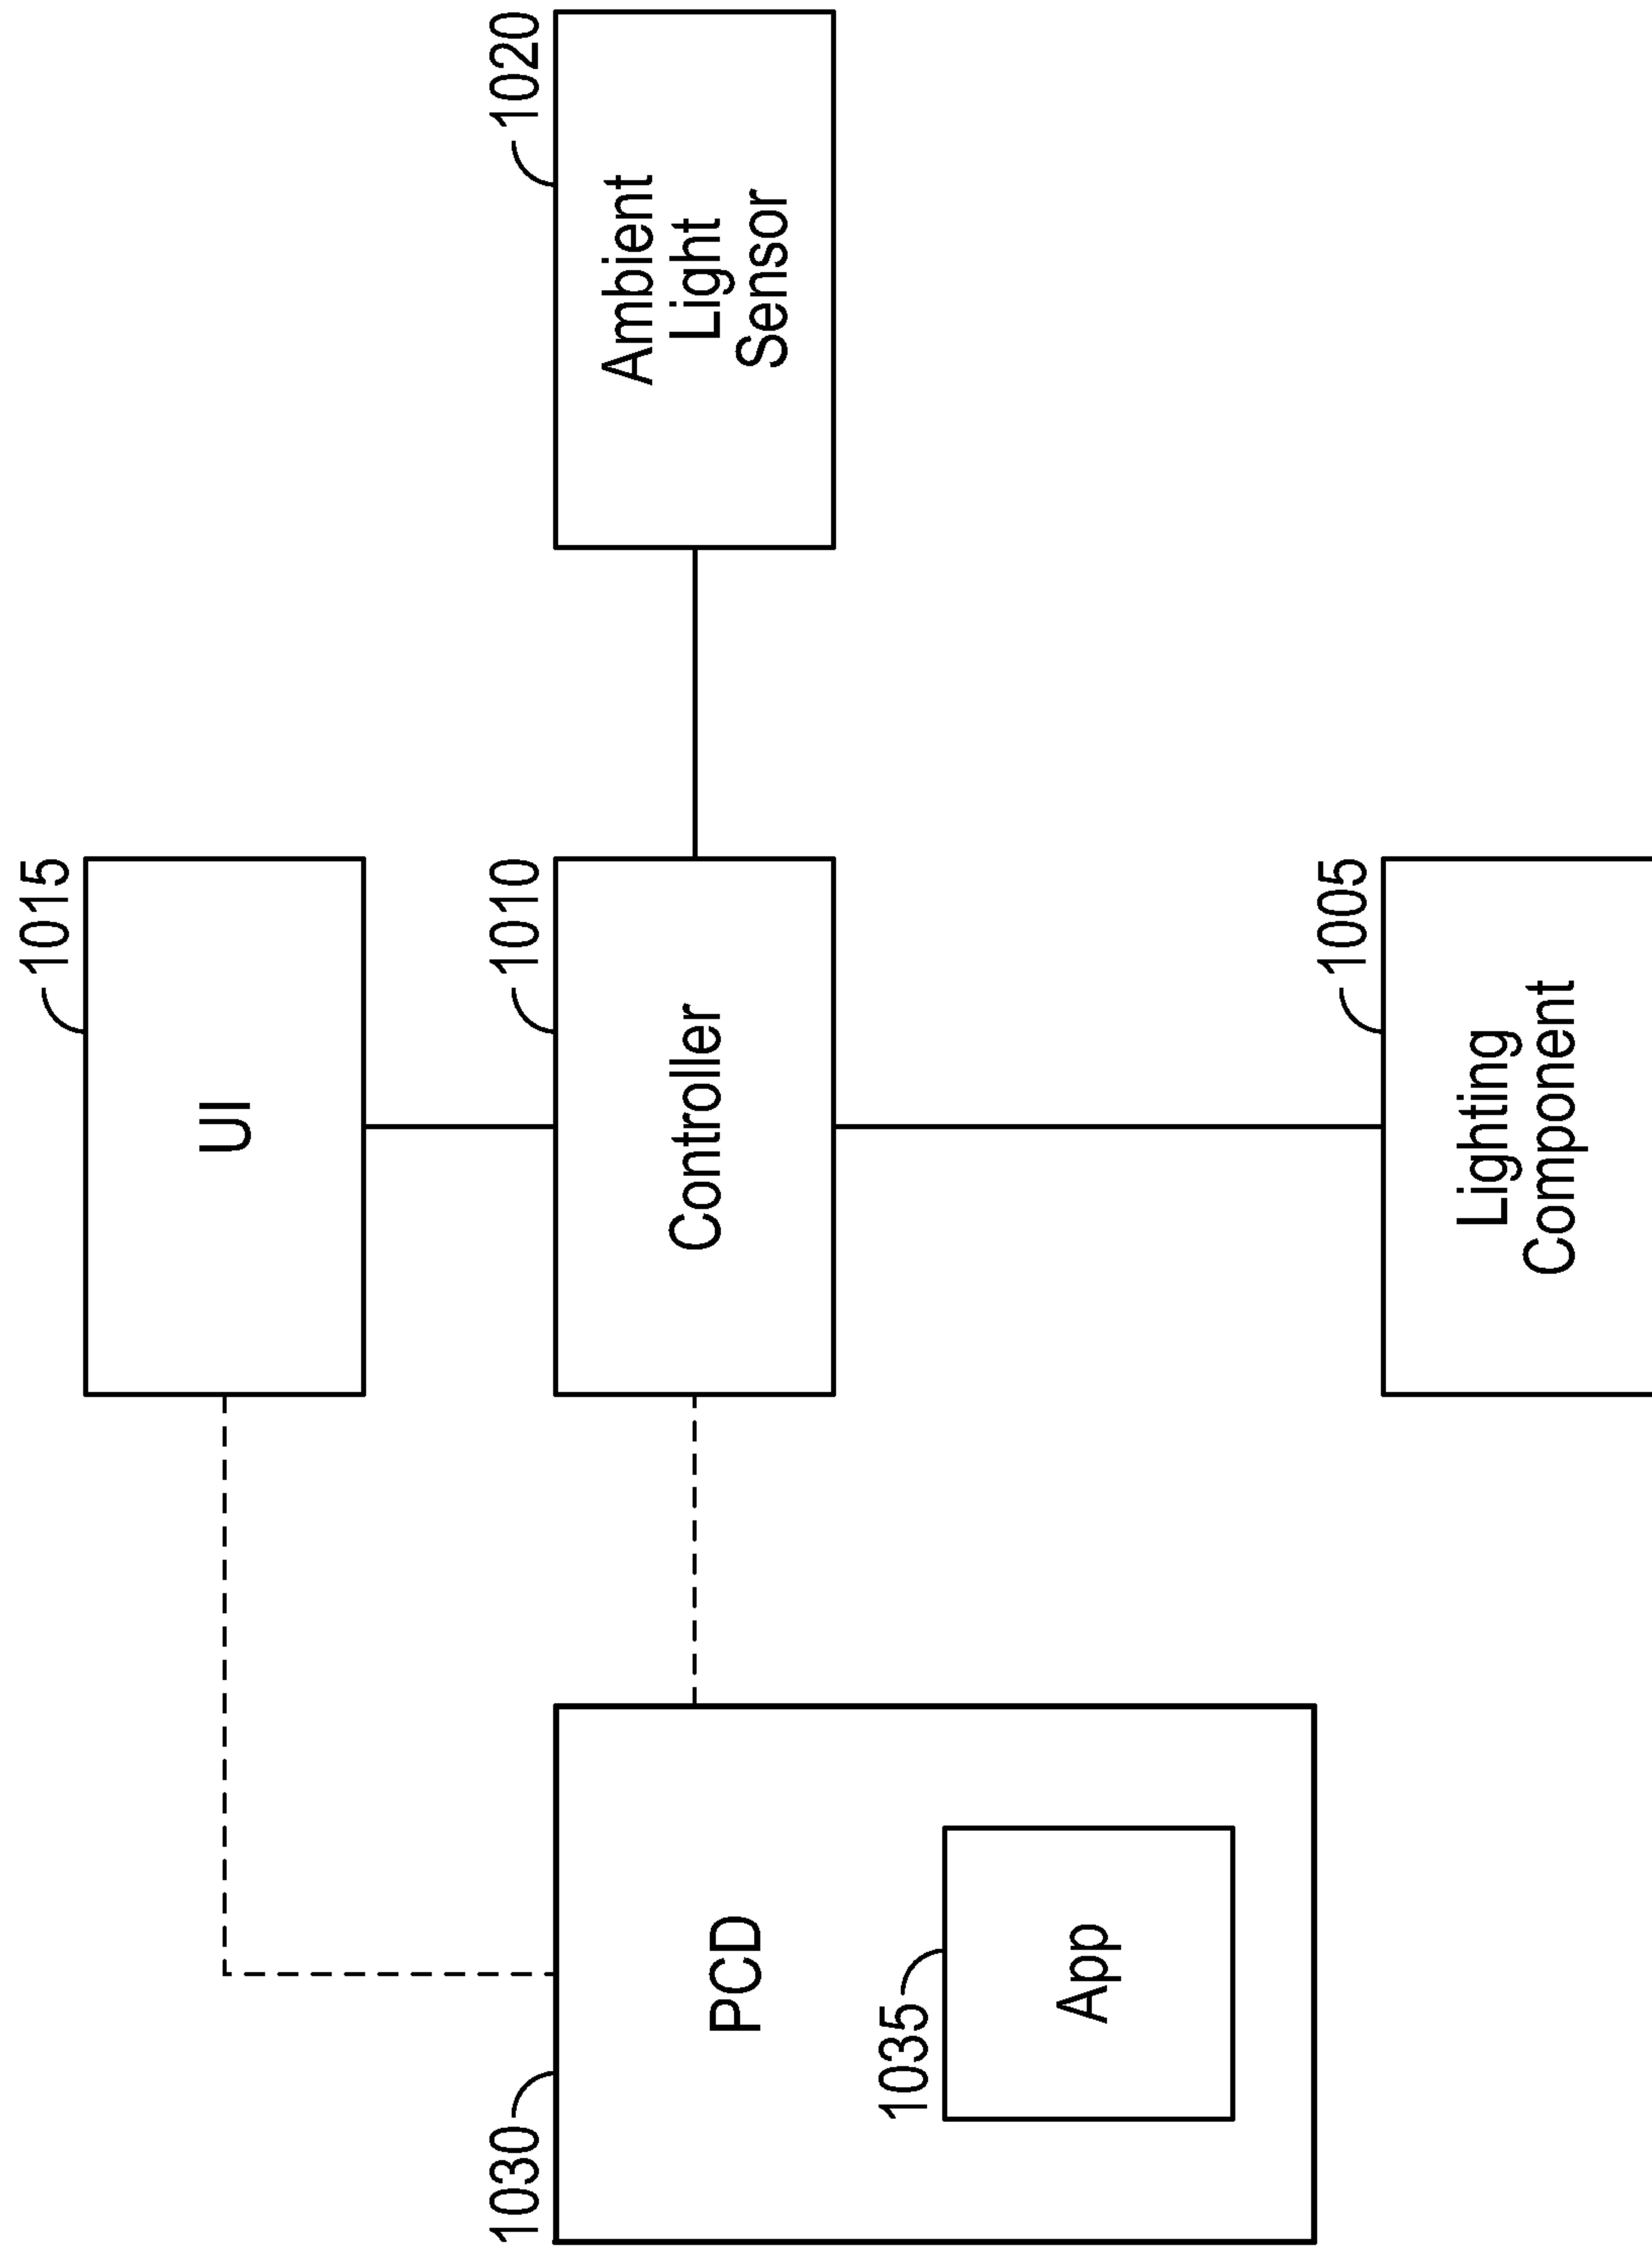 1015
UI
1030
PCD
1035
App
1010
Controller
1020
Ambient
Light
Sensor
1005
Lighting
Component